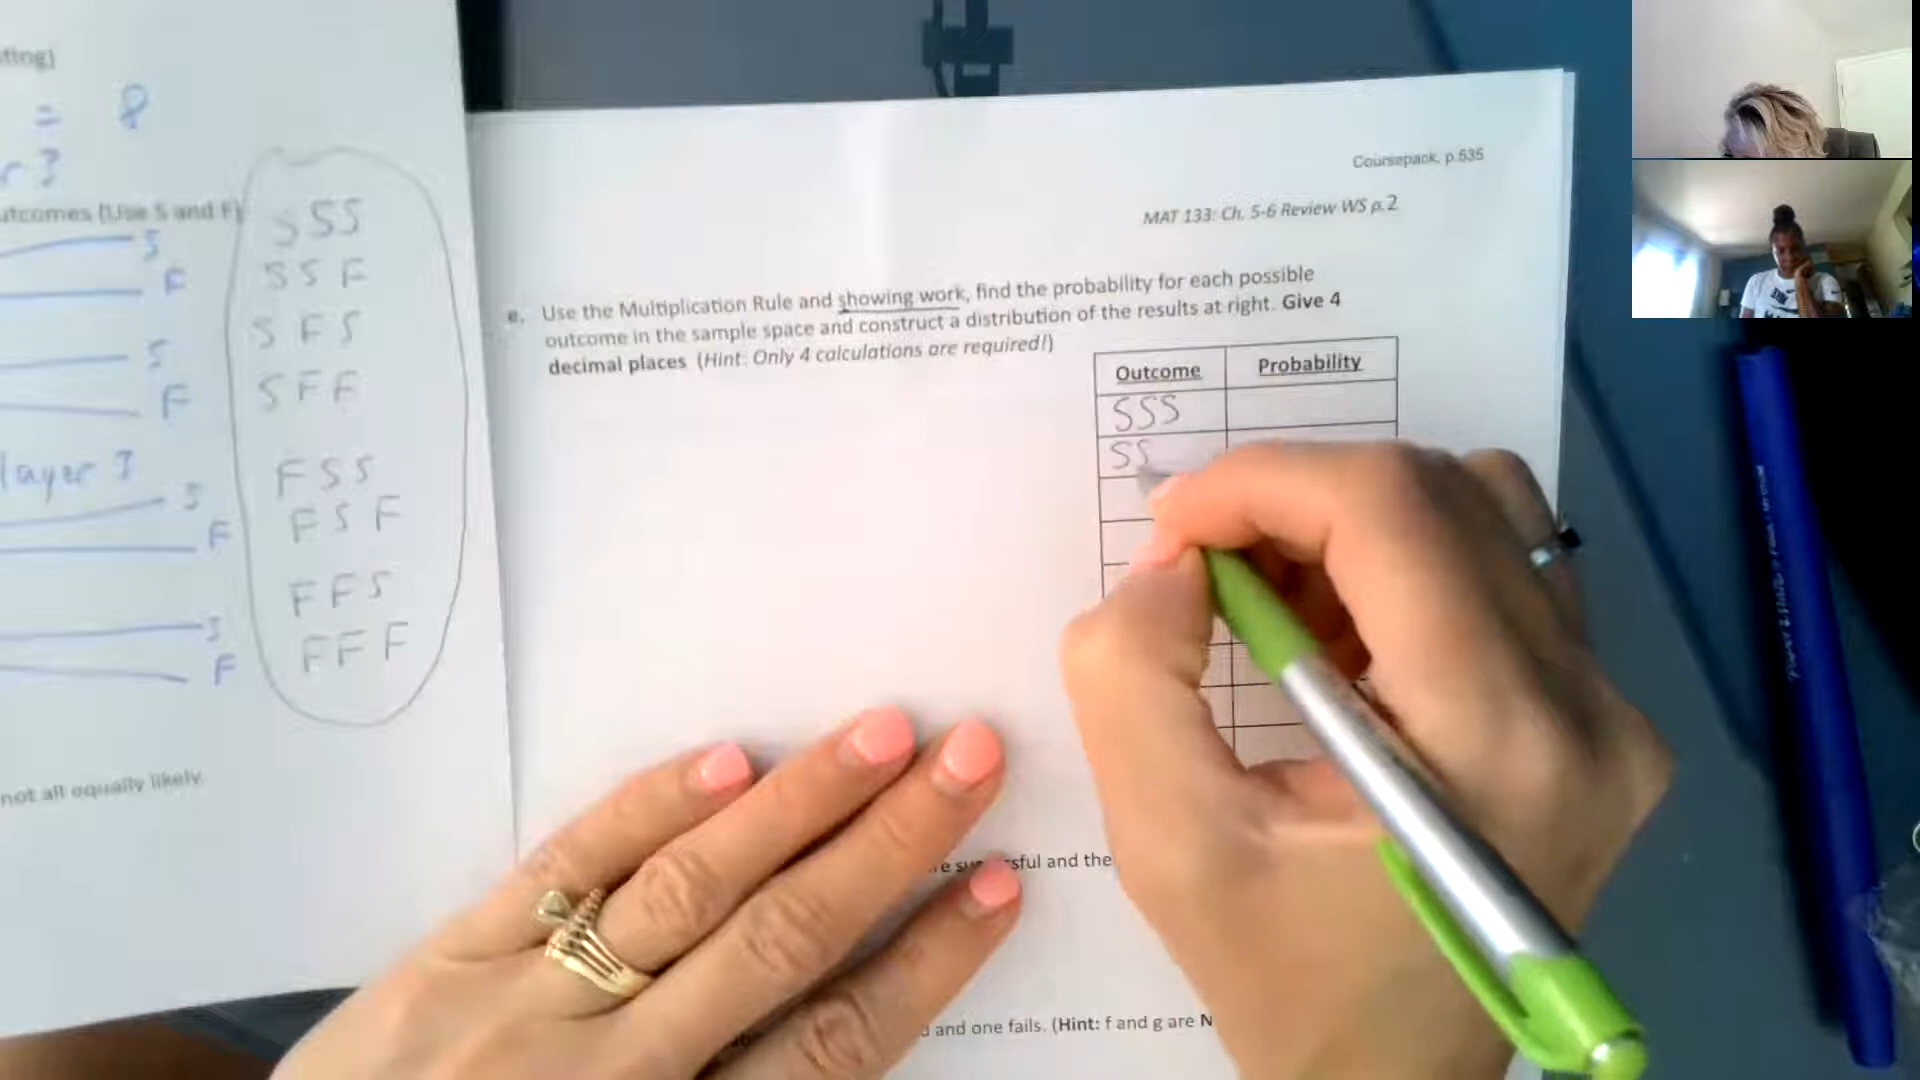 = 8
r ?
utcomes (Use S and F)
S
F
S
F
layer 3
S
F
S
F
SSS
SSF
SFS
SFF
FSS
FSF
FFS
FFF
not all equally likely.
Coursepack, p.535
MAT 133: Ch. 5-6 Review WS p.2
e. Use the Multiplication Rule and showing work, find the probability for each possible
outcome in the sample space and construct a distribution of the results at right. Give 4
decimal places (Hint: Only 4 calculations are required!)
Outcome Probability
SSS
SS
sful and the
and one fails. (Hint: f and g are N